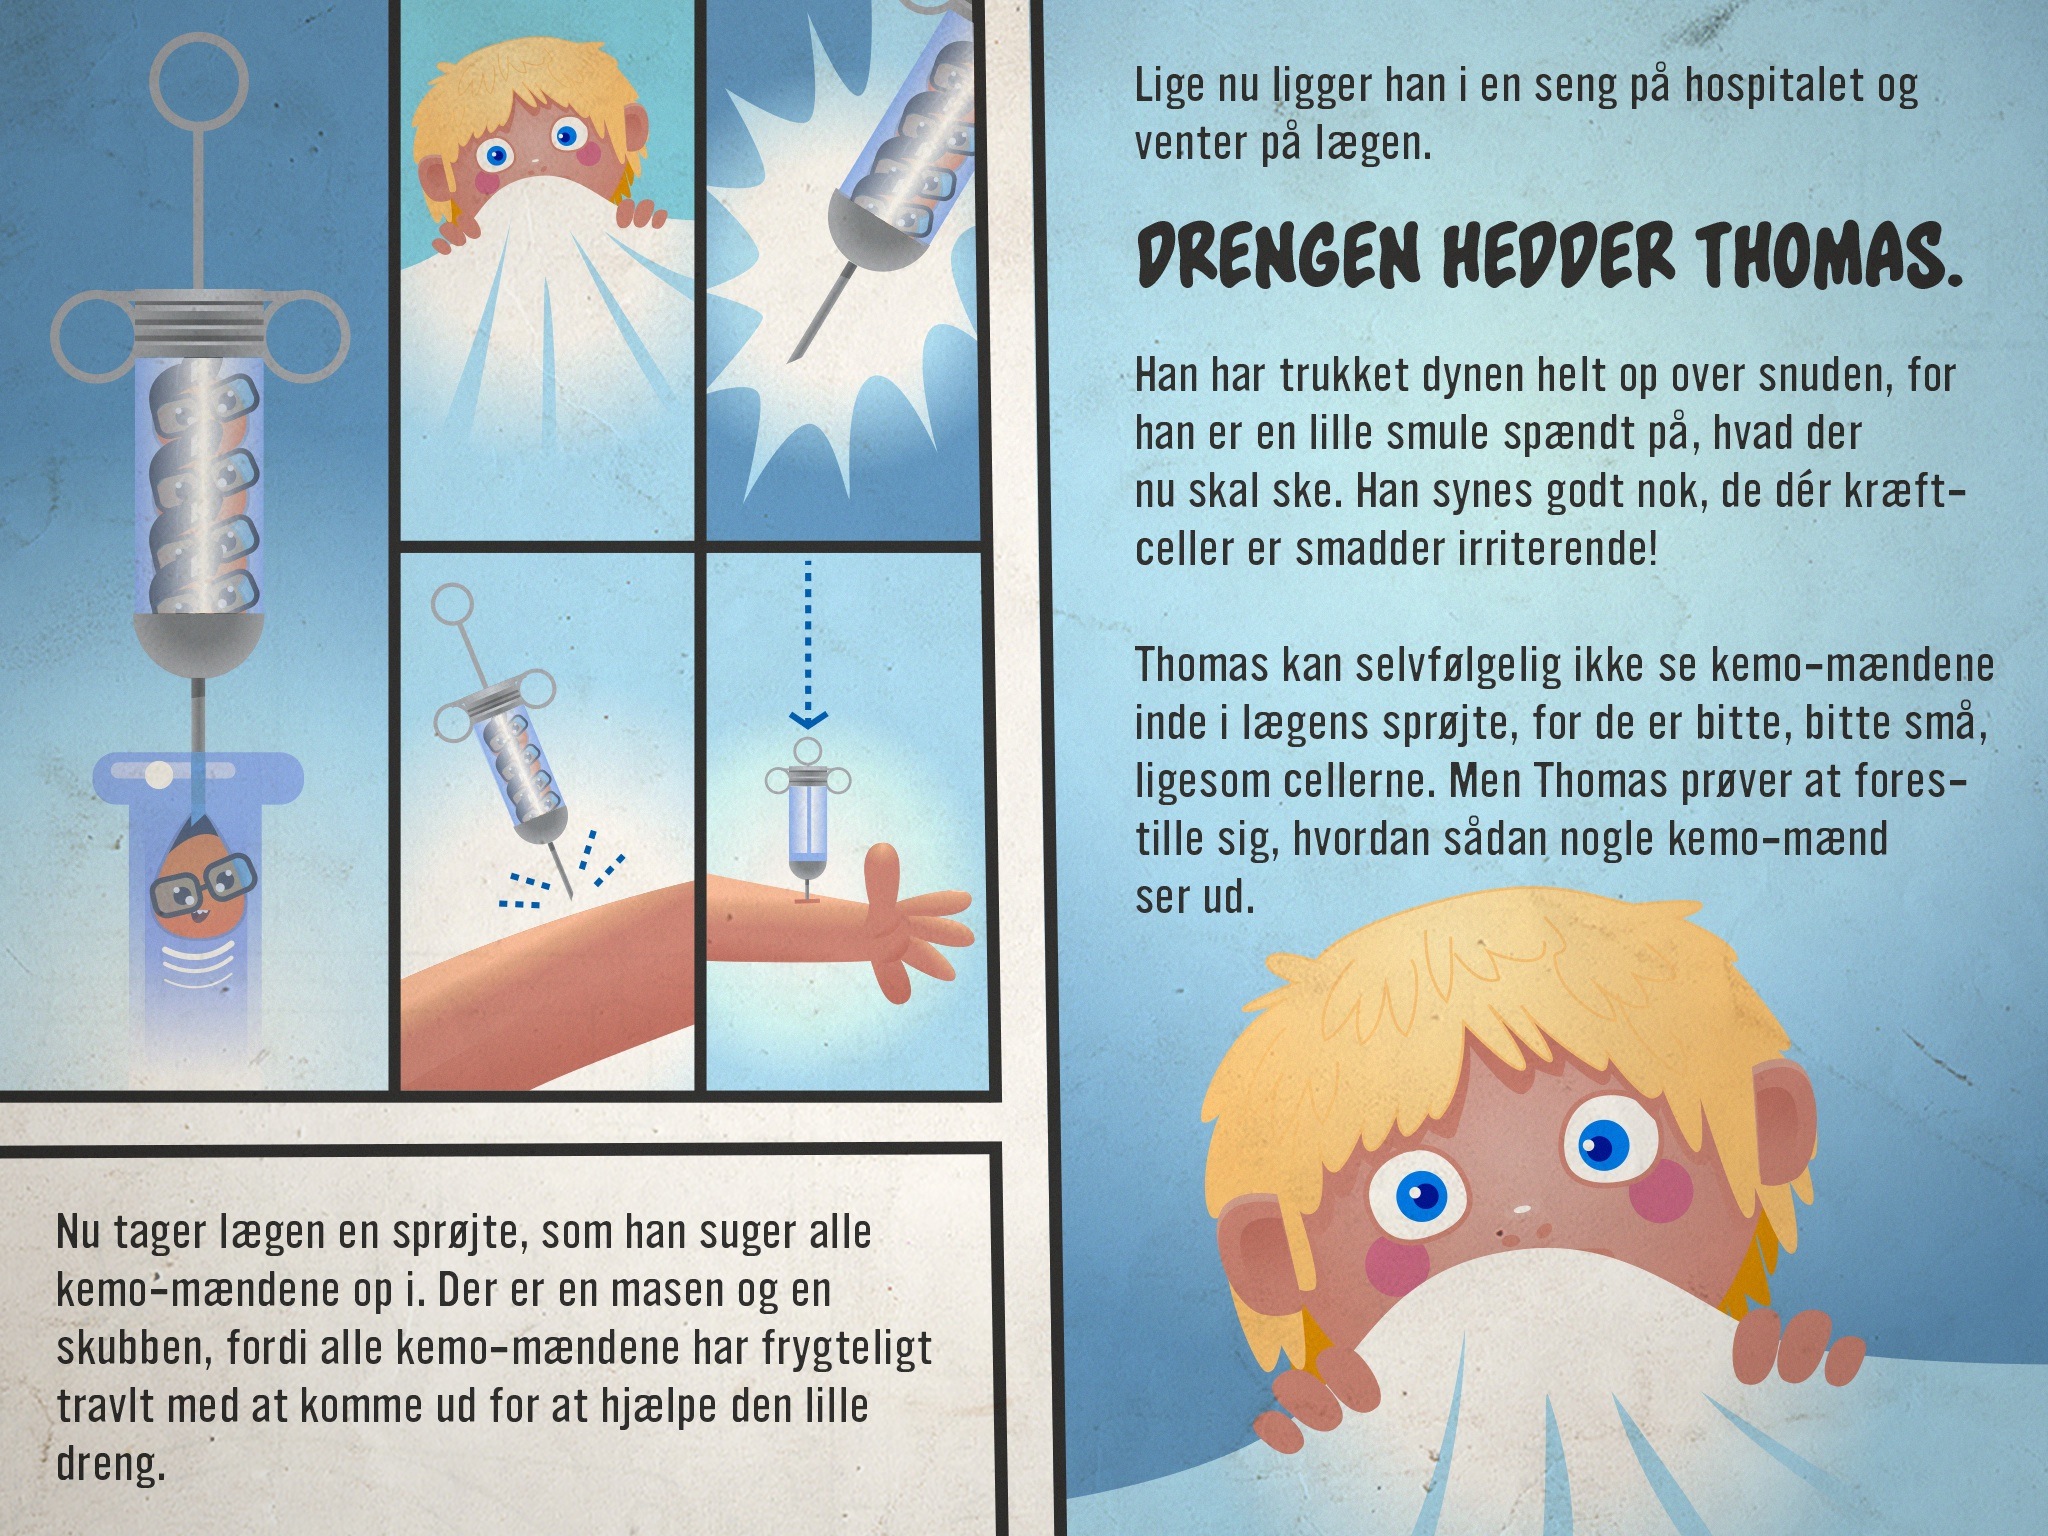 Nu tager lægen en sprøjte, som han suger alle
kemo-mændene op i. Der er en masen og en
skubben, fordi alle kemo-mændene har frygteligt
travlt med at komme ud for at hjælpe den lille
dreng.
Lige nu ligger han i en seng på hospitalet og
venter på lægen.
DRENGEN HEDDER THOMAS.
Han har trukket dynen helt op over snuden, for
han er en lille smule spændt på, hvad der
nu skal ske. Han synes godt nok, de dér kræft-
celler er smadder irriterende!
Thomas kan selvfølgelig ikke se kemo-mændene
inde i lægens sprøjte, for de er bitte, bitte små,
ligesom cellerne. Men Thomas prøver at fores-
tille sig, hvordan sådan nogle kemo-mænd
ser ud.